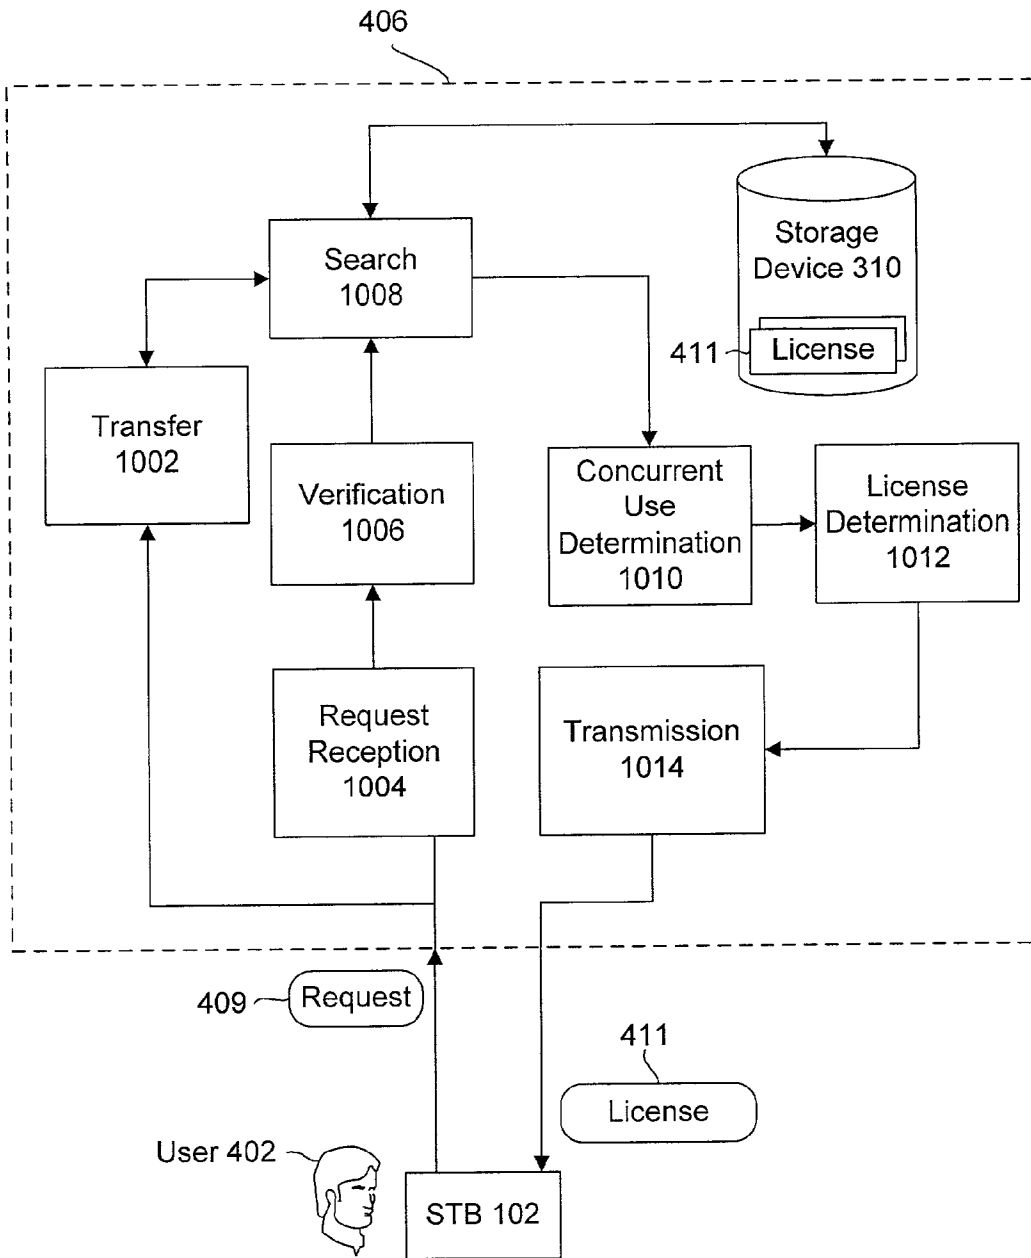 406
Search
1008
Storage
Device 310
411
License
Transfer
1002
Verification
1006
Concurrent
Use
Determination
1010
License
Determination
1012
Request
Reception
1004
Transmission
1014
409
Request
411
License
User 402
STB 102